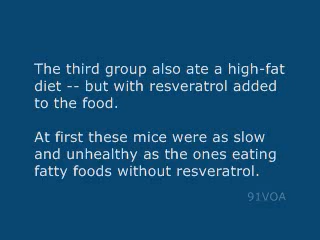 The third group also ate a high-fat
diet -- but with resveratrol added
to the food.
At first these mice were as slow
and unhealthy as the ones eating
fatty foods without resveratrol.
91VOA